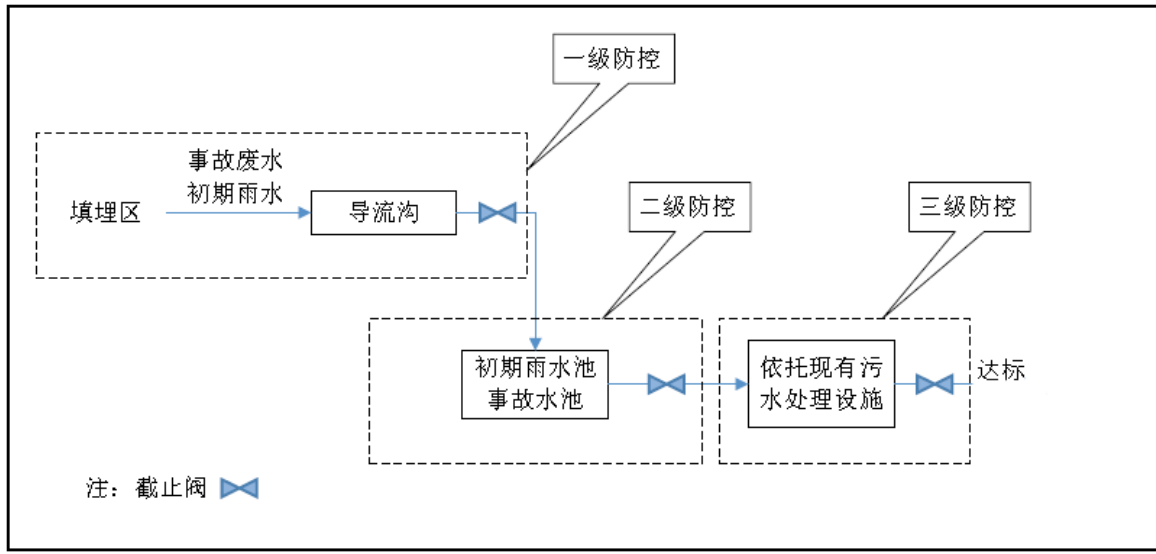 一级防控
事故废水
初期雨水
填埋区
导流沟
二级防控
三级防控
初期雨水池
事故水池
依托现有污
水处理设施
达标
注：截止阀